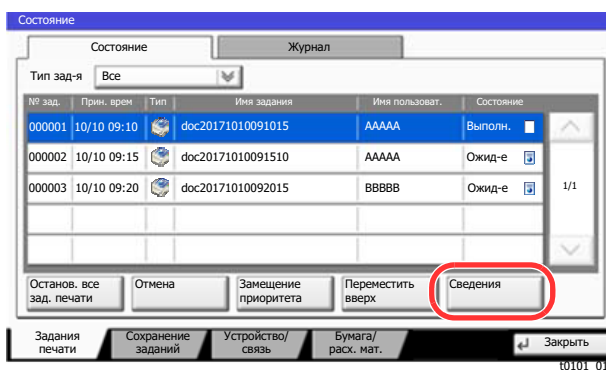 Состояние
Состояние Журнал
Тип зад-я Все
№ зад. Прин. врем Тип Имя задания Имя пользоват. Состояние
000001 10/10 09:10 doc20171010091015 AAAAA Выполн.
000002 10/10 09:15 doc20171010091510 AAAAA Ожид-е
000003 10/10 09:20 doc20171010092015 BBBBB Ожид-е
1/1
Останов. все
зад. печати
Отмена
Замещение
приоритета
Переместить
вверх
Сведения
Задания
печати
Сохранение
заданий
Устройство/
связь
Бумага/
расх. мат.
Закрыть
t0101_01